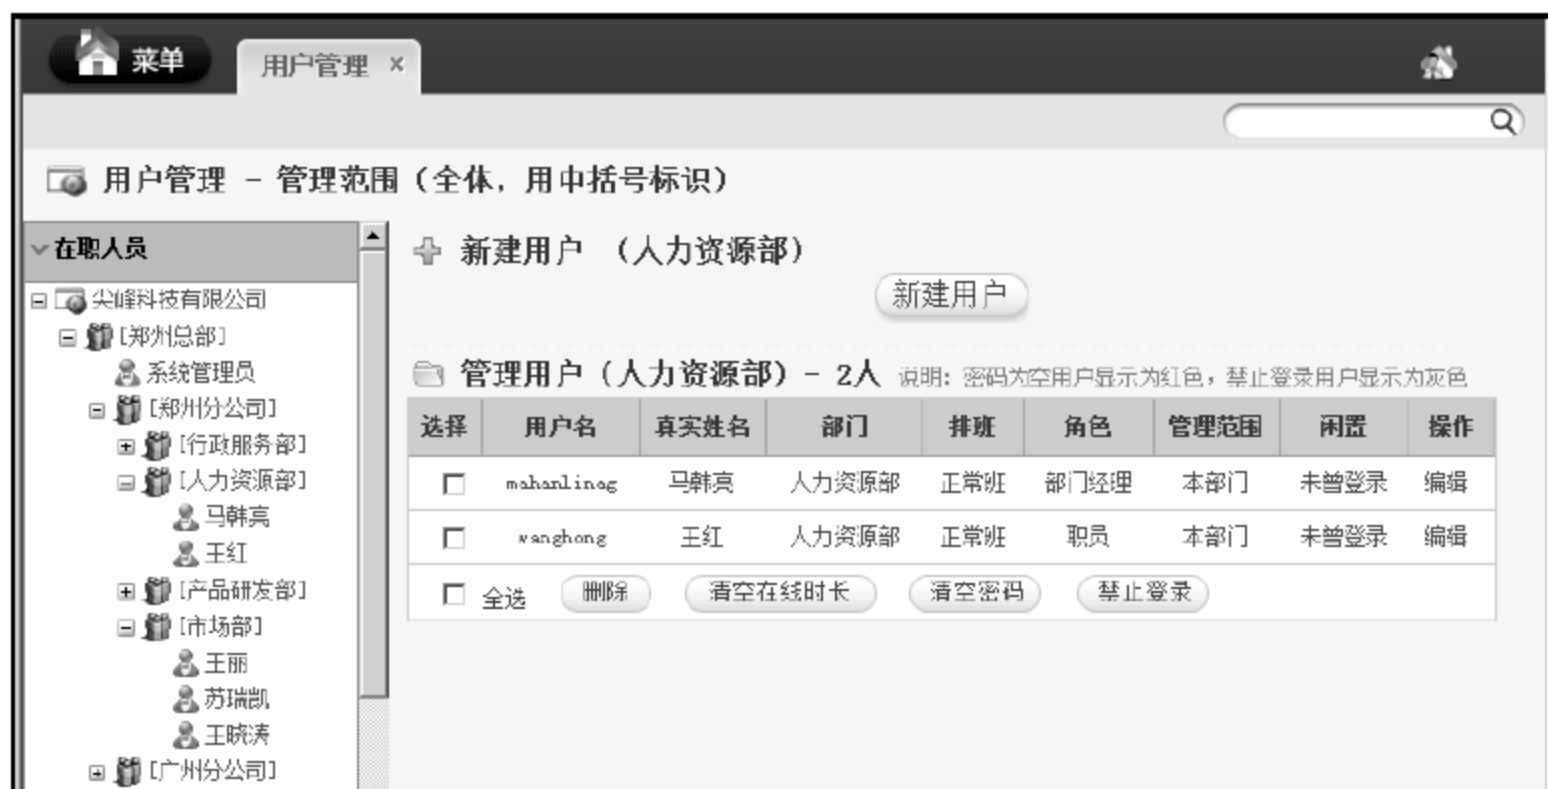 菜单
用户管理 ×
用户管理 - 管理范围（全体，用中括号标识）
在职人员
尖峰科技有限公司
[郑州总部]
系统管理员
[郑州分公司]
[行政服务部]
[人力资源部]
马韩亮
王红
[产品研发部]
[市场部]
王丽
苏瑞凯
王晓涛
[广州分公司]
新建用户 （人力资源部）
新建用户
管理用户（人力资源部）- 2人 说明：密码为空用户显示为红色，禁止登录用户显示为灰色
选择 用户名 真实姓名 部门 排班 角色 管理范围 闲置 操作
mahanlinag 马韩亮 人力资源部 正常班 部门经理 本部门 未曾登录 编辑
wanghong 王红 人力资源部 正常班 职员 本部门 未曾登录 编辑
全选 删除 清空在线时长 清空密码 禁止登录